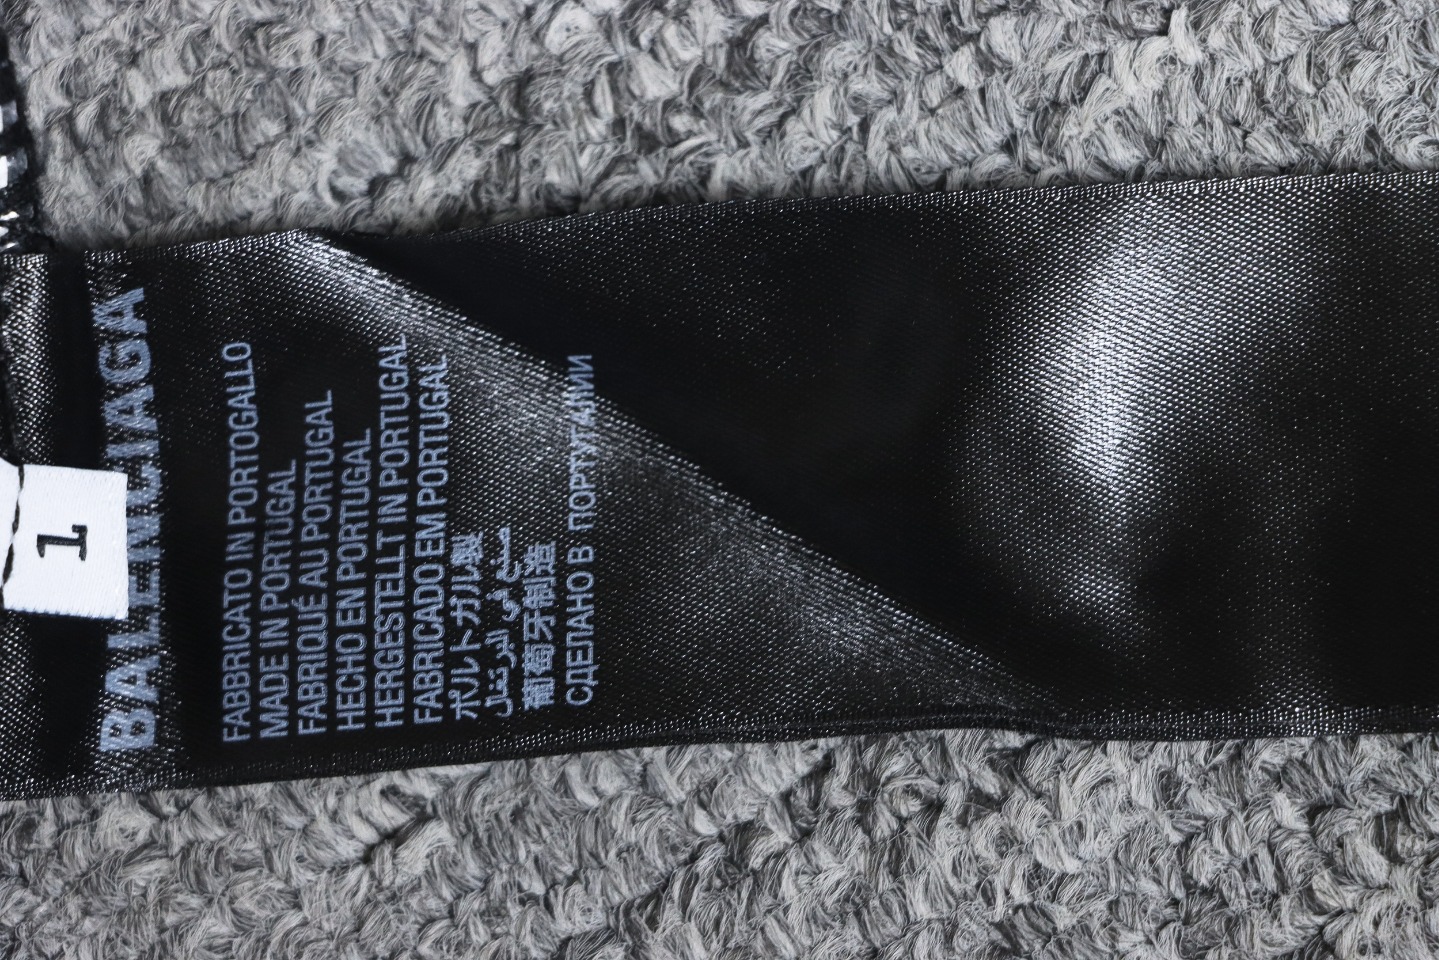 1
BALENCIAGA
FABBRICATO IN PORTOGALLO
MADE IN PORTUGAL
FABRIQUÉ AU PORTUGAL
HECHO EN PORTUGAL
HERGESTELLT IN PORTUGAL
FABRICADO EM PORTUGAL
ポルトガル製
صنع في البرتغال
葡萄牙制造
СДЕЛАНО В ПОРТУГАЛИИ